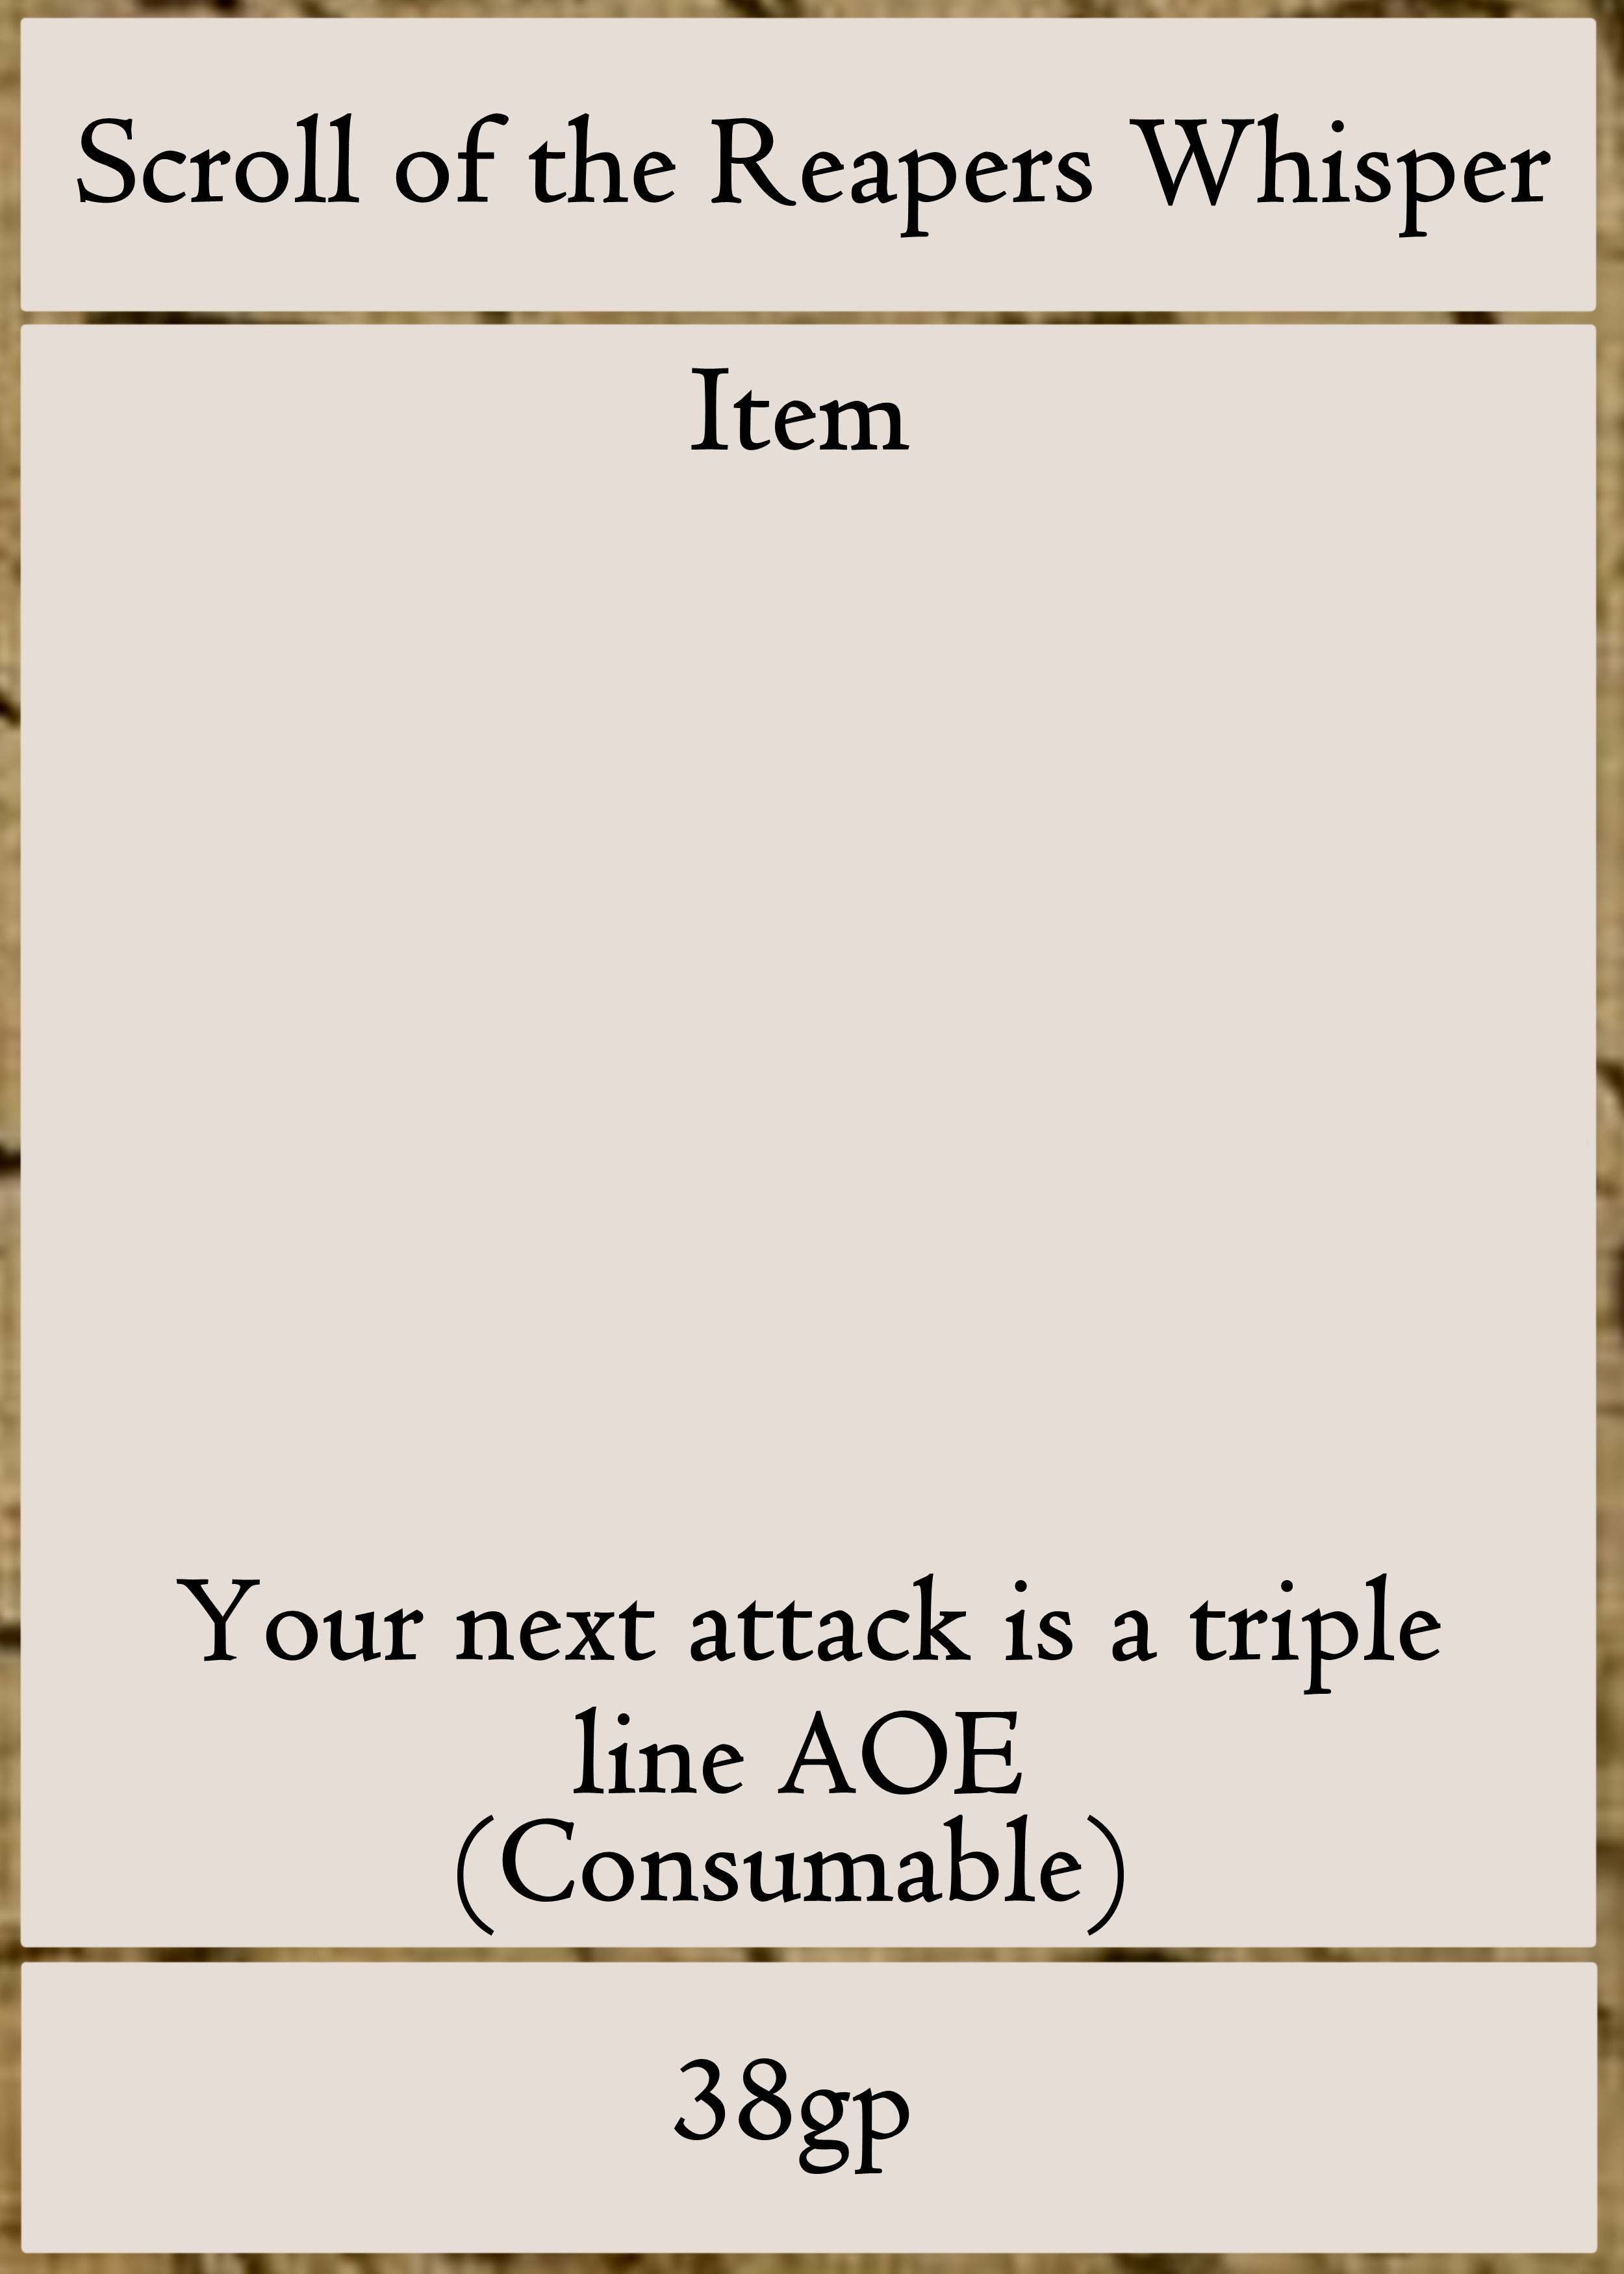 Scroll of the Reapers Whisper
Item
Your next attack is a triple
line AOE
(Consumable)
38gp